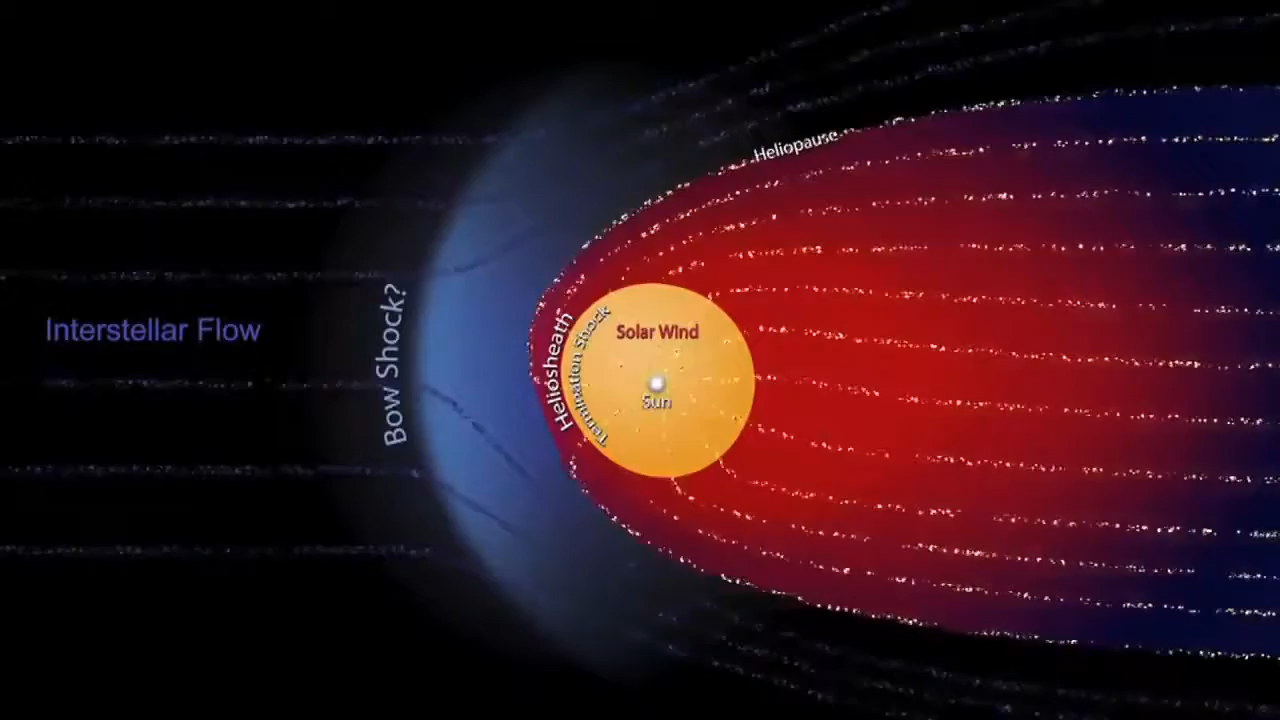 Heliopause
Interstellar Flow
Bow Shock?
Heliosheath
Termination Shock
Solar Wind
Sun